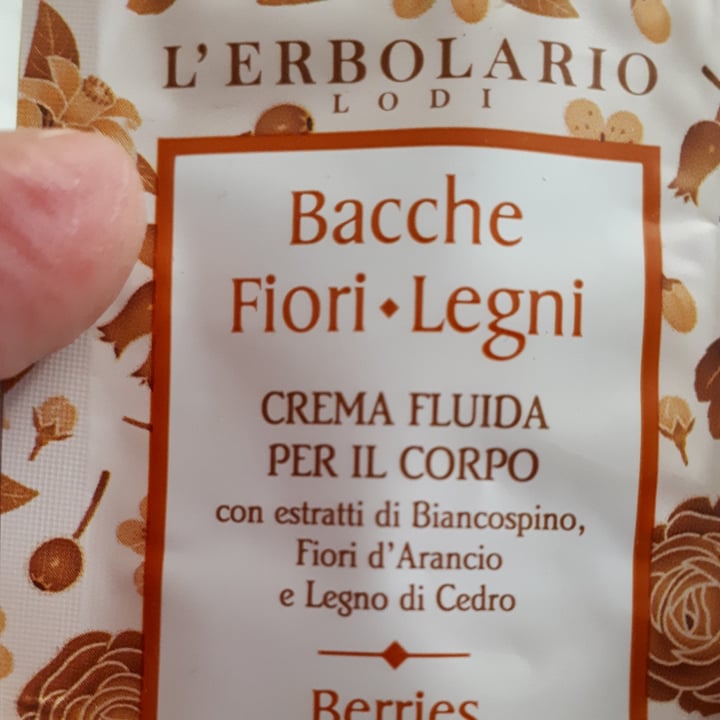 L'ERBOLARIO
LODI
Bacche
Fiori ⬥ Legni
CREMA FLUIDA
PER IL CORPO
con estratti di Biancospino,
Fiori d'Arancio
e Legno di Cedro
Berries